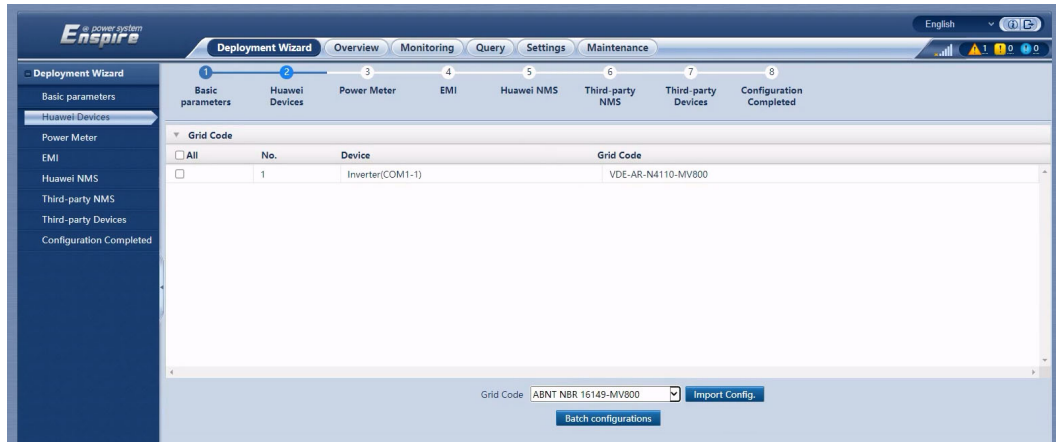 @ power system
Enspire
English
Deployment Wizard
Overview
Monitoring
Query
Settings
Maintenance
1
0
0
Deployment Wizard
Basic parameters
Huawei Devices
Power Meter
EMI
Huawei NMS
Third-party NMS
Third-party Devices
Configuration Completed
1
2
3
4
5
6
7
8
Basic
parameters
Huawei
Devices
Power Meter
EMI
Huawei NMS
Third-party
NMS
Third-party
Devices
Configuration
Completed
Grid Code
All
No.
Device
Grid Code
1
Inverter(COM1-1)
VDE-AR-N4110-MV800
Grid Code
ABNT NBR 16149-MV800
Import Config.
Batch configurations